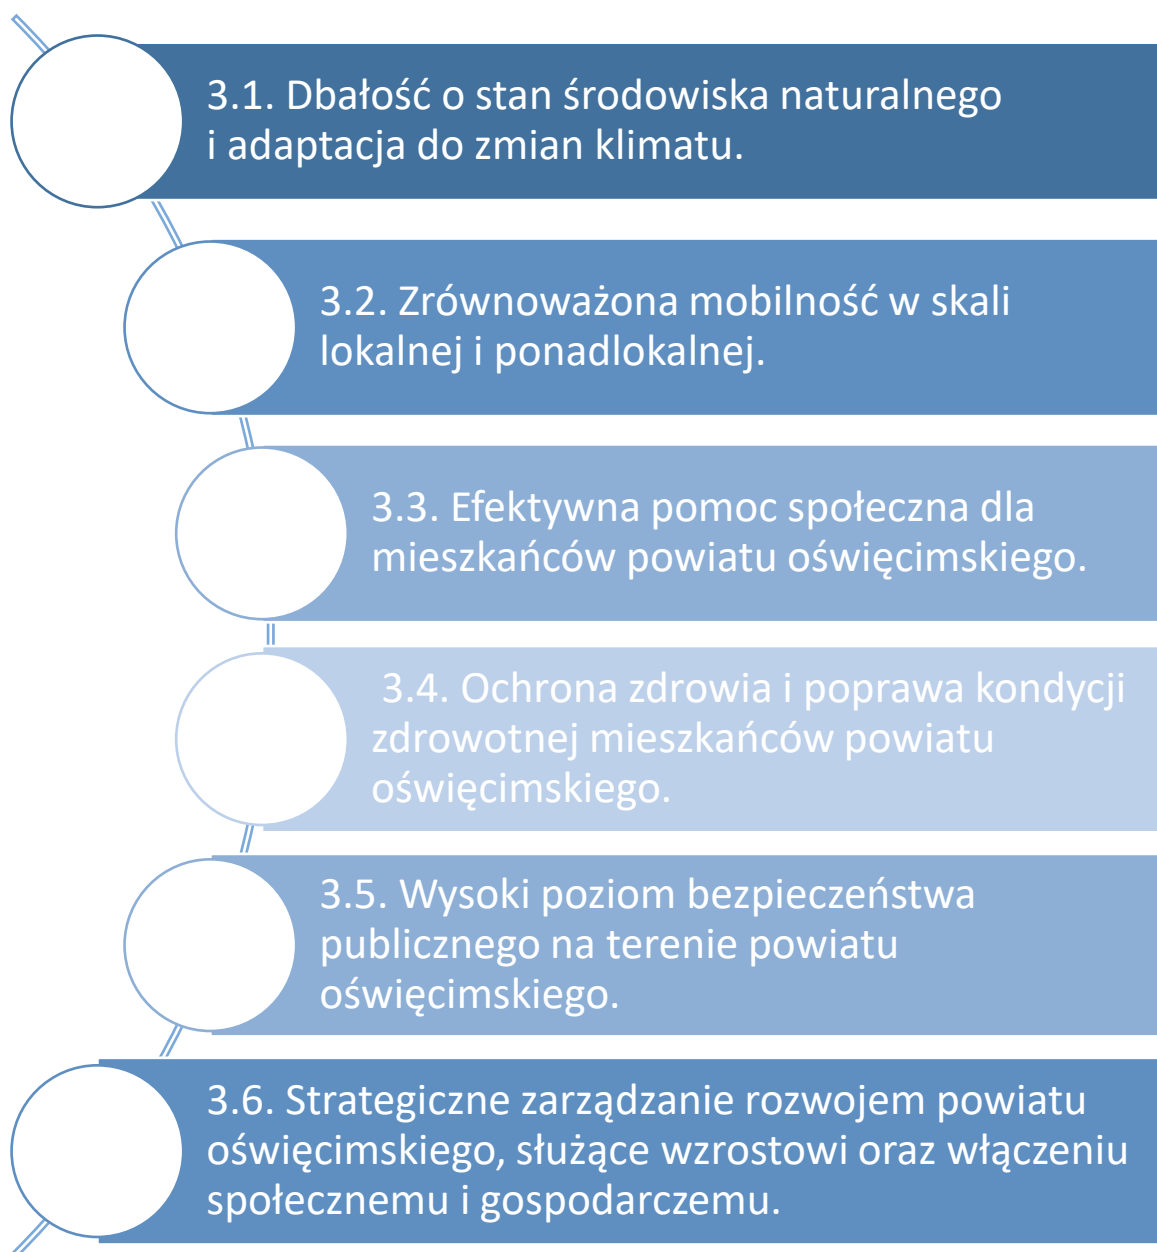 3.1. Dbałość o stan środowiska naturalnego
i adaptacja do zmian klimatu.
3.2. Zrównoważona mobilność w skali
lokalnej i ponadlokalnej.
3.3. Efektywna pomoc społeczna dla
mieszkańców powiatu oświęcimskiego.
3.4. Ochrona zdrowia i poprawa kondycji
zdrowotnej mieszkańców powiatu
oświęcimskiego.
3.5. Wysoki poziom bezpieczeństwa
publicznego na terenie powiatu
oświęcimskiego.
3.6. Strategiczne zarządzanie rozwojem powiatu
oświęcimskiego, służące wzrostowi oraz włączeniu
społecznemu i gospodarczemu.